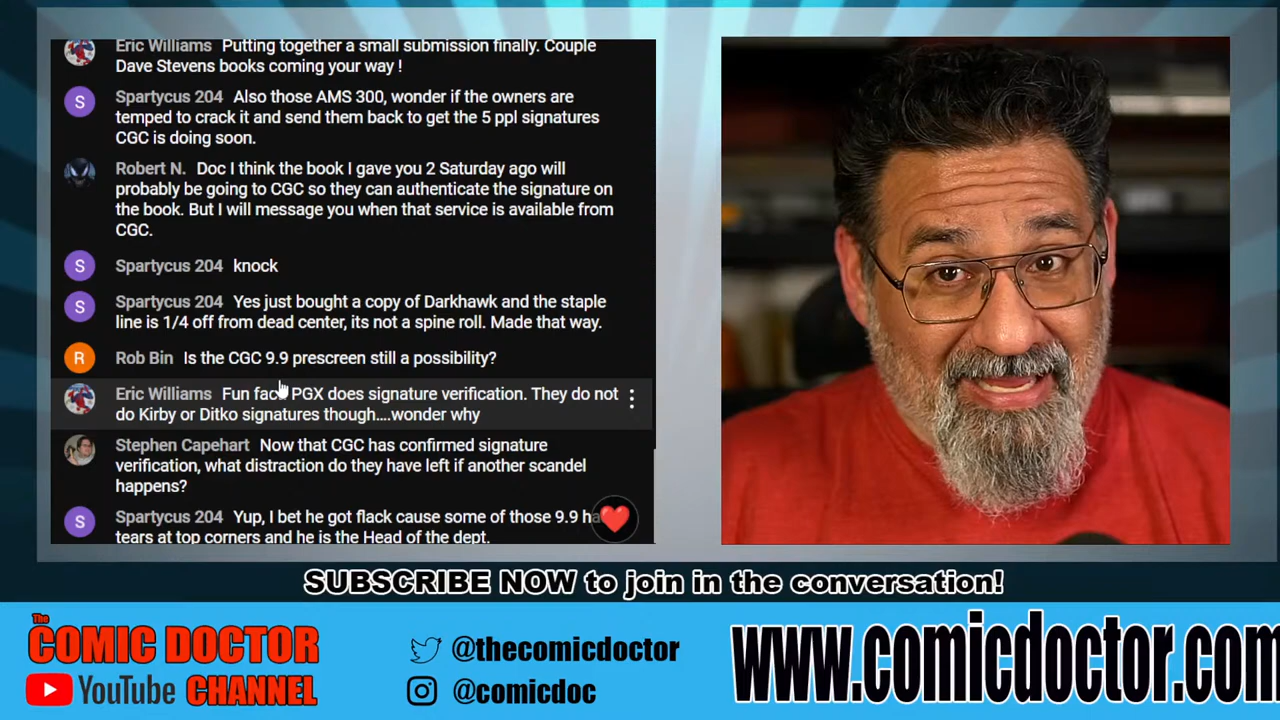 Eric Williams Putting together a small submission finally. Couple
Dave Stevens books coming your way !
S Spartycus 204 Also those AMS 300, wonder if the owners are
temped to crack it and send them back to get the 5 ppl signatures
CGC is doing soon.
Robert N. Doc I think the book I gave you 2 Saturday ago will
probably be going to CGC so they can authenticate the signature on
the book. But I will message you when that service is available from
CGC.
S Spartycus 204 knock
S Spartycus 204 Yes just bought a copy of Darkhawk and the staple
line is 1/4 off from dead center, its not a spine roll. Made that way.
R Rob Bin Is the CGC 9.9 prescreen still a possibility?
Eric Williams Fun PGX does signature verification. They do not
do Kirby or Ditko signatures though....wonder why
Stephen Capehart Now that CGC has confirmed signature
verification, what distraction do they have left if another scandel
happens?
S Spartycus 204 Yup, I bet he got flack cause some of those 9.9
tears at top corners and he is the Head of the dept.
SUBSCRIBE NOW to join in the conversation!
The
COMIC DOCTOR
YouTube CHANNEL
@thecomicdoctor
@comicdoc
www.comicdoctor.com